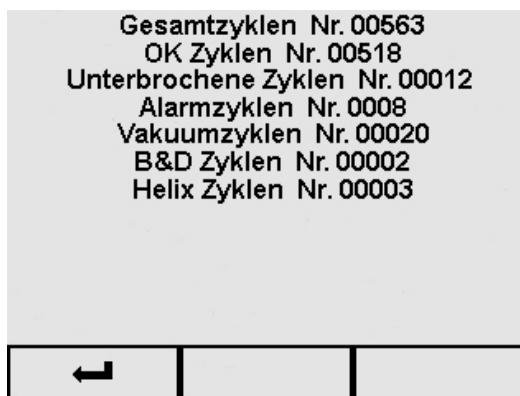 Gesamtzyklen Nr. 00563
OK Zyklen Nr. 00518
Unterbrochene Zyklen Nr. 00012
Alarmzyklen Nr. 0008
Vakuumzyklen Nr. 00020
B&D Zyklen Nr. 00002
Helix Zyklen Nr. 00003